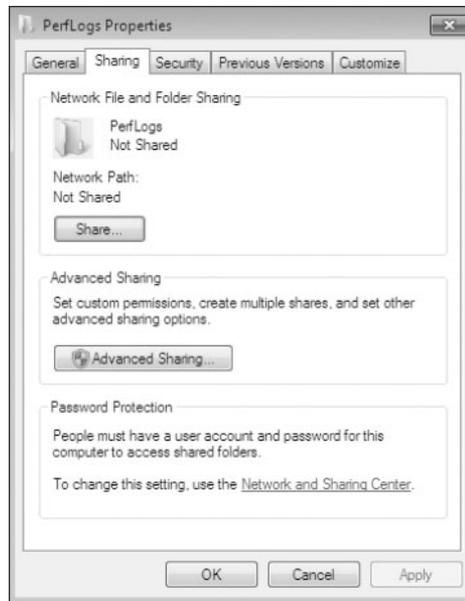 PerfLogs Properties
General Sharing Security Previous Versions Customize
Network File and Folder Sharing
PerfLogs
Not Shared
Network Path:
Not Shared
Share...
Advanced Sharing
Set custom permissions, create multiple shares, and set other
advanced sharing options.
Advanced Sharing...
Password Protection
People must have a user account and password for this
computer to access shared folders.
To change this setting, use the Network and Sharing Center.
OK Cancel Apply